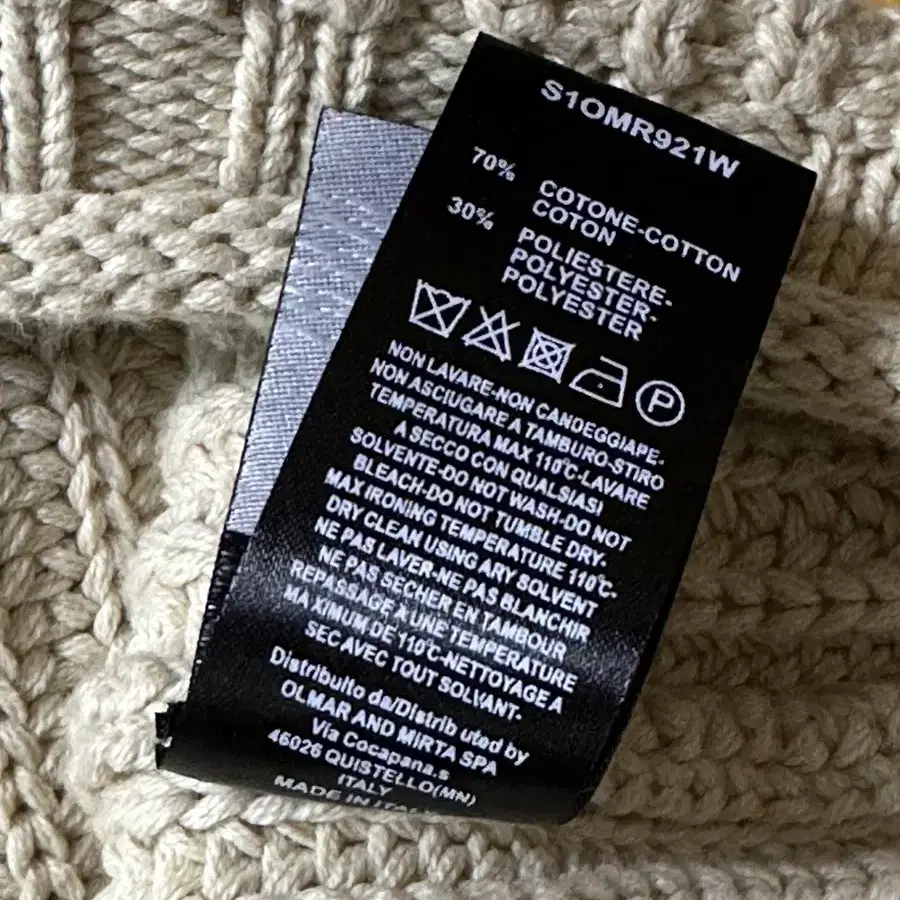 S1OMR921W
70% COTONE-COTTON
COTON
30% POLIESTERE-
POLYESTER-
POLYESTER
P
NON LAVARE-NON CANDEGGIAPE-
NON ASCIUGARE A TAMBURO-STIRO
TEMPERATURA MAX 110°C-LAVARE
A SECCO CON QUALSIASI
SOLVENTE-DO NOT WASH-DO NOT
BLEACH-DO NOT TUMBLE DRY-
MAX IRONING TEMPERATURE 110°C-
DRY CLEAN USING ARY SOLVENT
NE PAS LAVER-NE PAS BLANCHIR
NE PAS SECHER EN TAMBOUR
REPASSAGE A UNE TEMPERATURE
MAXIMUM DE 110°C-NETTOYAGE A
SEC AVEC TOUT SOLVANT-
Distribuito da/Distrib uted by
OLMAR AND MIRTA SPA
Via Cocapana.s
46026 QUISTELLO(MN)
ITALY
MADE IN ITALY